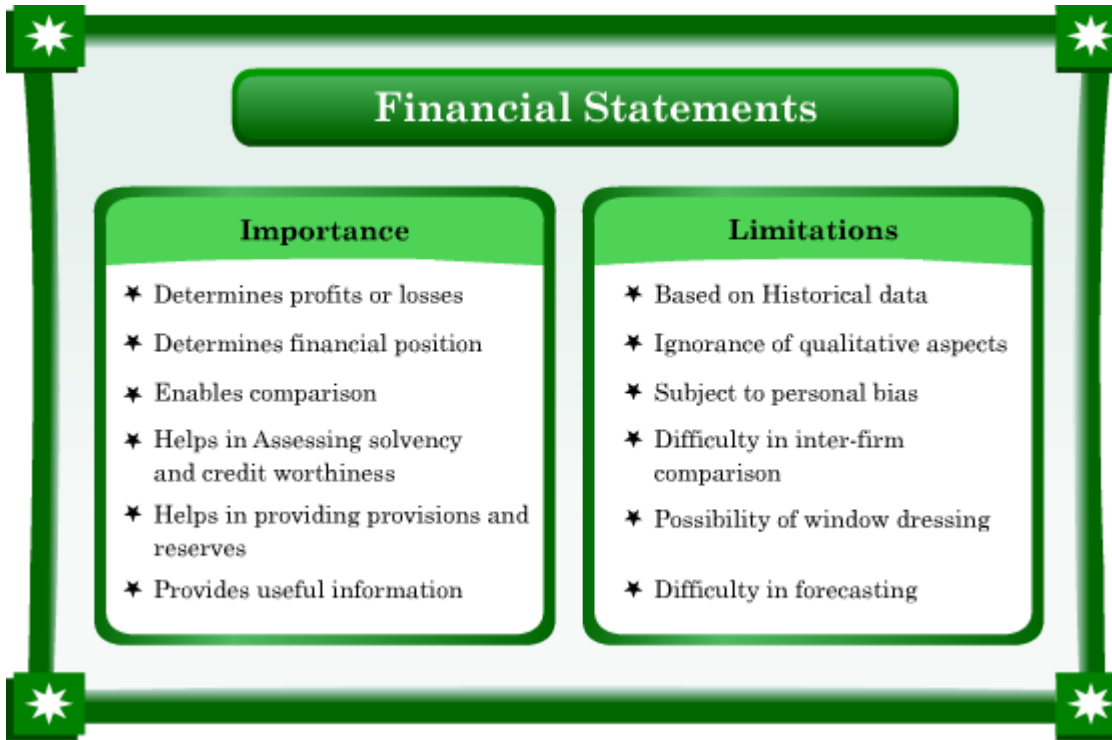 Financial Statements
Importance
Determines profits or losses
Determines financial position
Enables comparison
Helps in Assessing solvency
and credit worthiness
Helps in providing provisions and
reserves
Provides useful information
Limitations
Based on Historical data
Ignorance of qualitative aspects
Subject to personal bias
Difficulty in inter-firm
comparison
Possibility of window dressing
Difficulty in forecasting